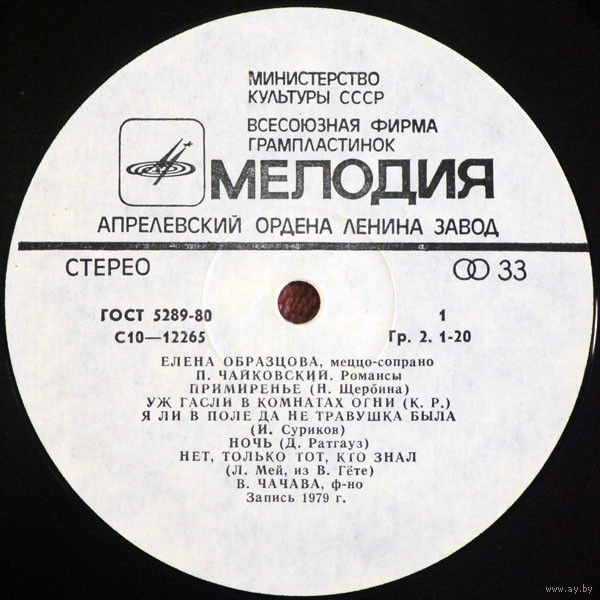 МИНИСТЕРСТВО
КУЛЬТУРЫ СССР
ВСЕСОЮЗНАЯ ФИРМА
ГРАМПЛАСТИНОК
МЕЛОДИЯ
АПРЕЛЕВСКИЙ ОРДЕНА ЛЕНИНА ЗАВОД
СТЕРЕО 33
ГОСТ 5289-80 1
С10—12265 Гр. 2. 1-20
ЕЛЕНА ОБРАЗЦОВА, меццо-сопрано
П. ЧАЙКОВСКИЙ. Романсы
ПРИМИРЕНЬЕ (Н. Щербина)
УЖ ГАСЛИ В КОМНАТАХ ОГНИ (К. Р.)
Я ЛИ В ПОЛЕ ДА НЕ ТРАВУШКА БЫЛА
(И. Суриков)
НОЧЬ (Д. Ратгауз)
НЕТ, ТОЛЬКО ТОТ, КТО ЗНАЛ
(Л. Мей, из В. Гёте)
В. ЧАЧАВА, ф-но
Запись 1979 г.
www.ay.by